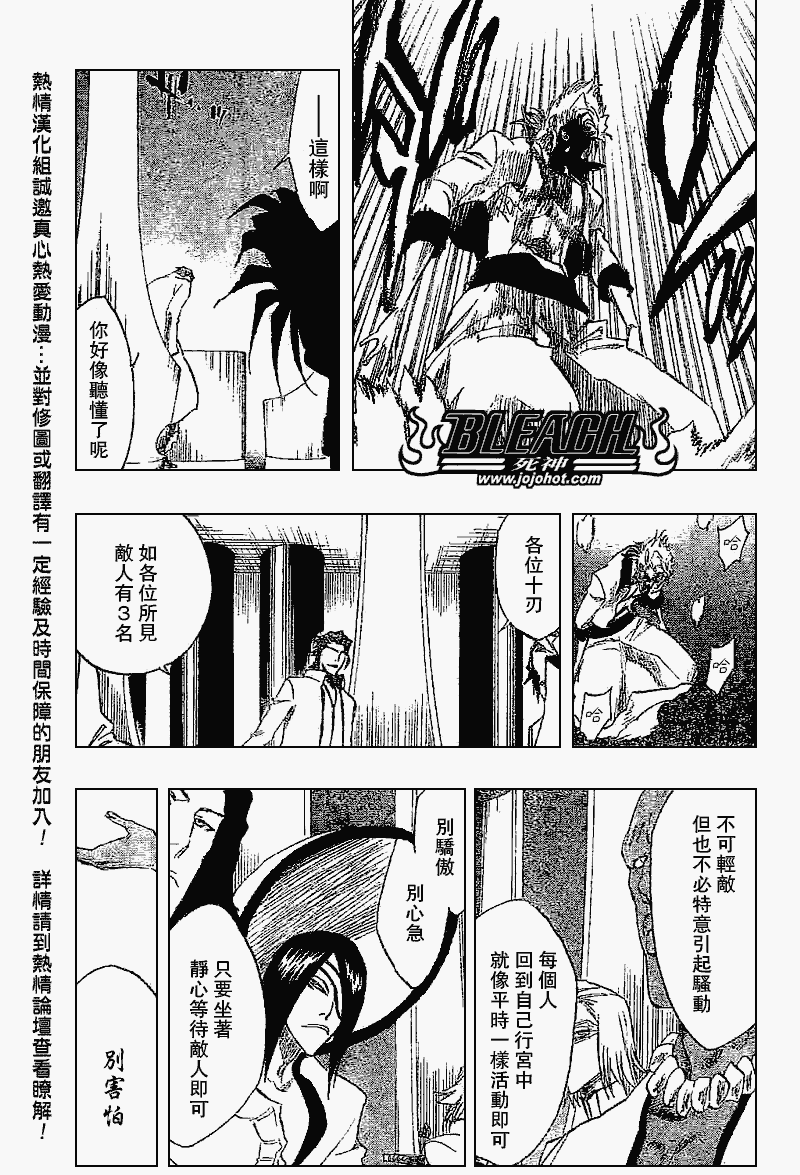 BLEACH
死神
www.jojohot.com
——這樣啊
你好像聽懂了呢
哈
哈
哈
各位十刃
如各位所見
敵人有3名
不可輕敵
但也不必特意引起騷動
每個人
回到自己行宮中
就像平時一樣活動即可
別驕傲
別心急
只要坐著
靜心等待敵人即可
別害怕
熱情漢化組誠邀真心熱愛動漫…並對修圖或翻譯有一定經驗及時間保障的朋友加入！ 詳情請到熱情論壇查看瞭解！